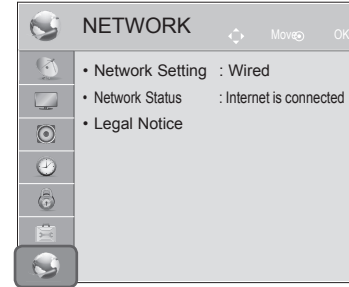 NETWORK Move OK
• Network Setting : Wired
• Network Status : Internet is connected
• Legal Notice